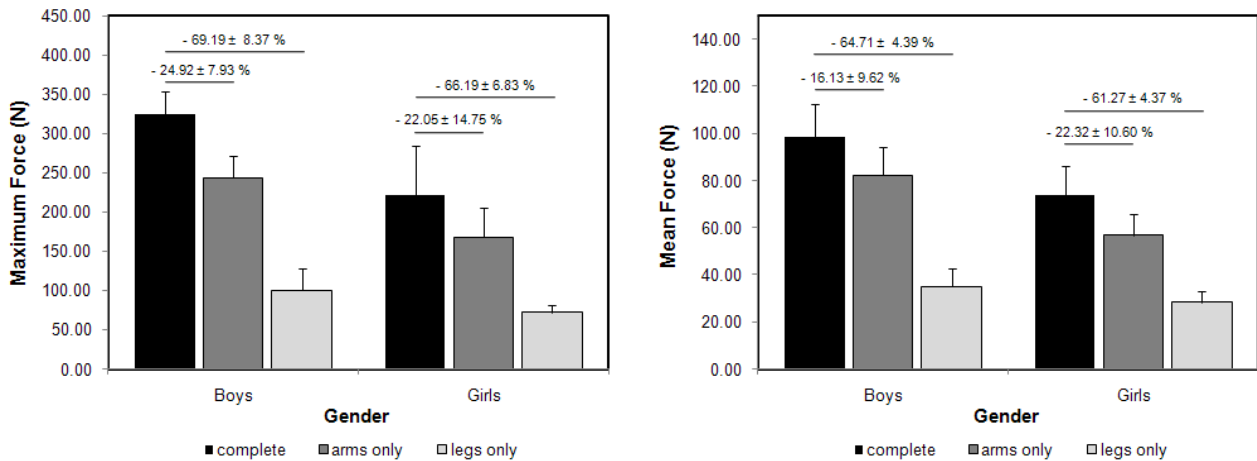 Maximum Force (N)
450.00
400.00
350.00
300.00
250.00
200.00
150.00
100.00
50.00
0.00
- 69.19 ± 8.37 %
- 24.92 ± 7.93 %
- 66.19 ± 6.83 %
- 22.05 ± 14.75 %
Boys Girls
Gender
complete arms only legs only
Mean Force (N)
140.00
120.00
100.00
80.00
60.00
40.00
20.00
0.00
- 64.71 ± 4.39 %
- 16.13 ± 9.62 %
- 61.27 ± 4.37 %
- 22.32 ± 10.60 %
Boys Girls
Gender
complete arms only legs only